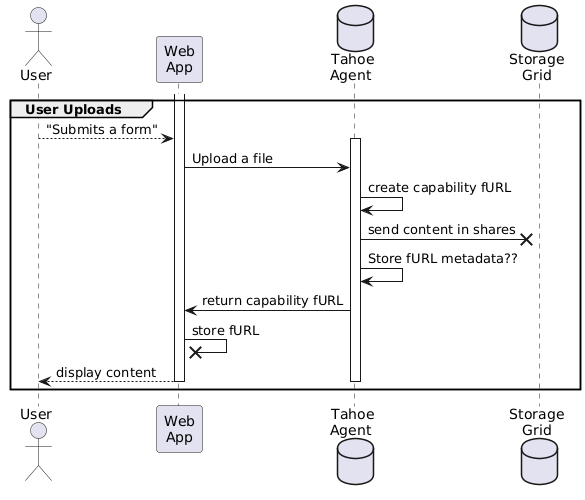 User
Web
App
Tahoe
Agent
Storage
Grid
User Uploads
"Submits a form"
Upload a file
create capability fURL
send content in shares
Store fURL metadata??
return capability fURL
store fURL
display content
User
Web
App
Tahoe
Agent
Storage
Grid